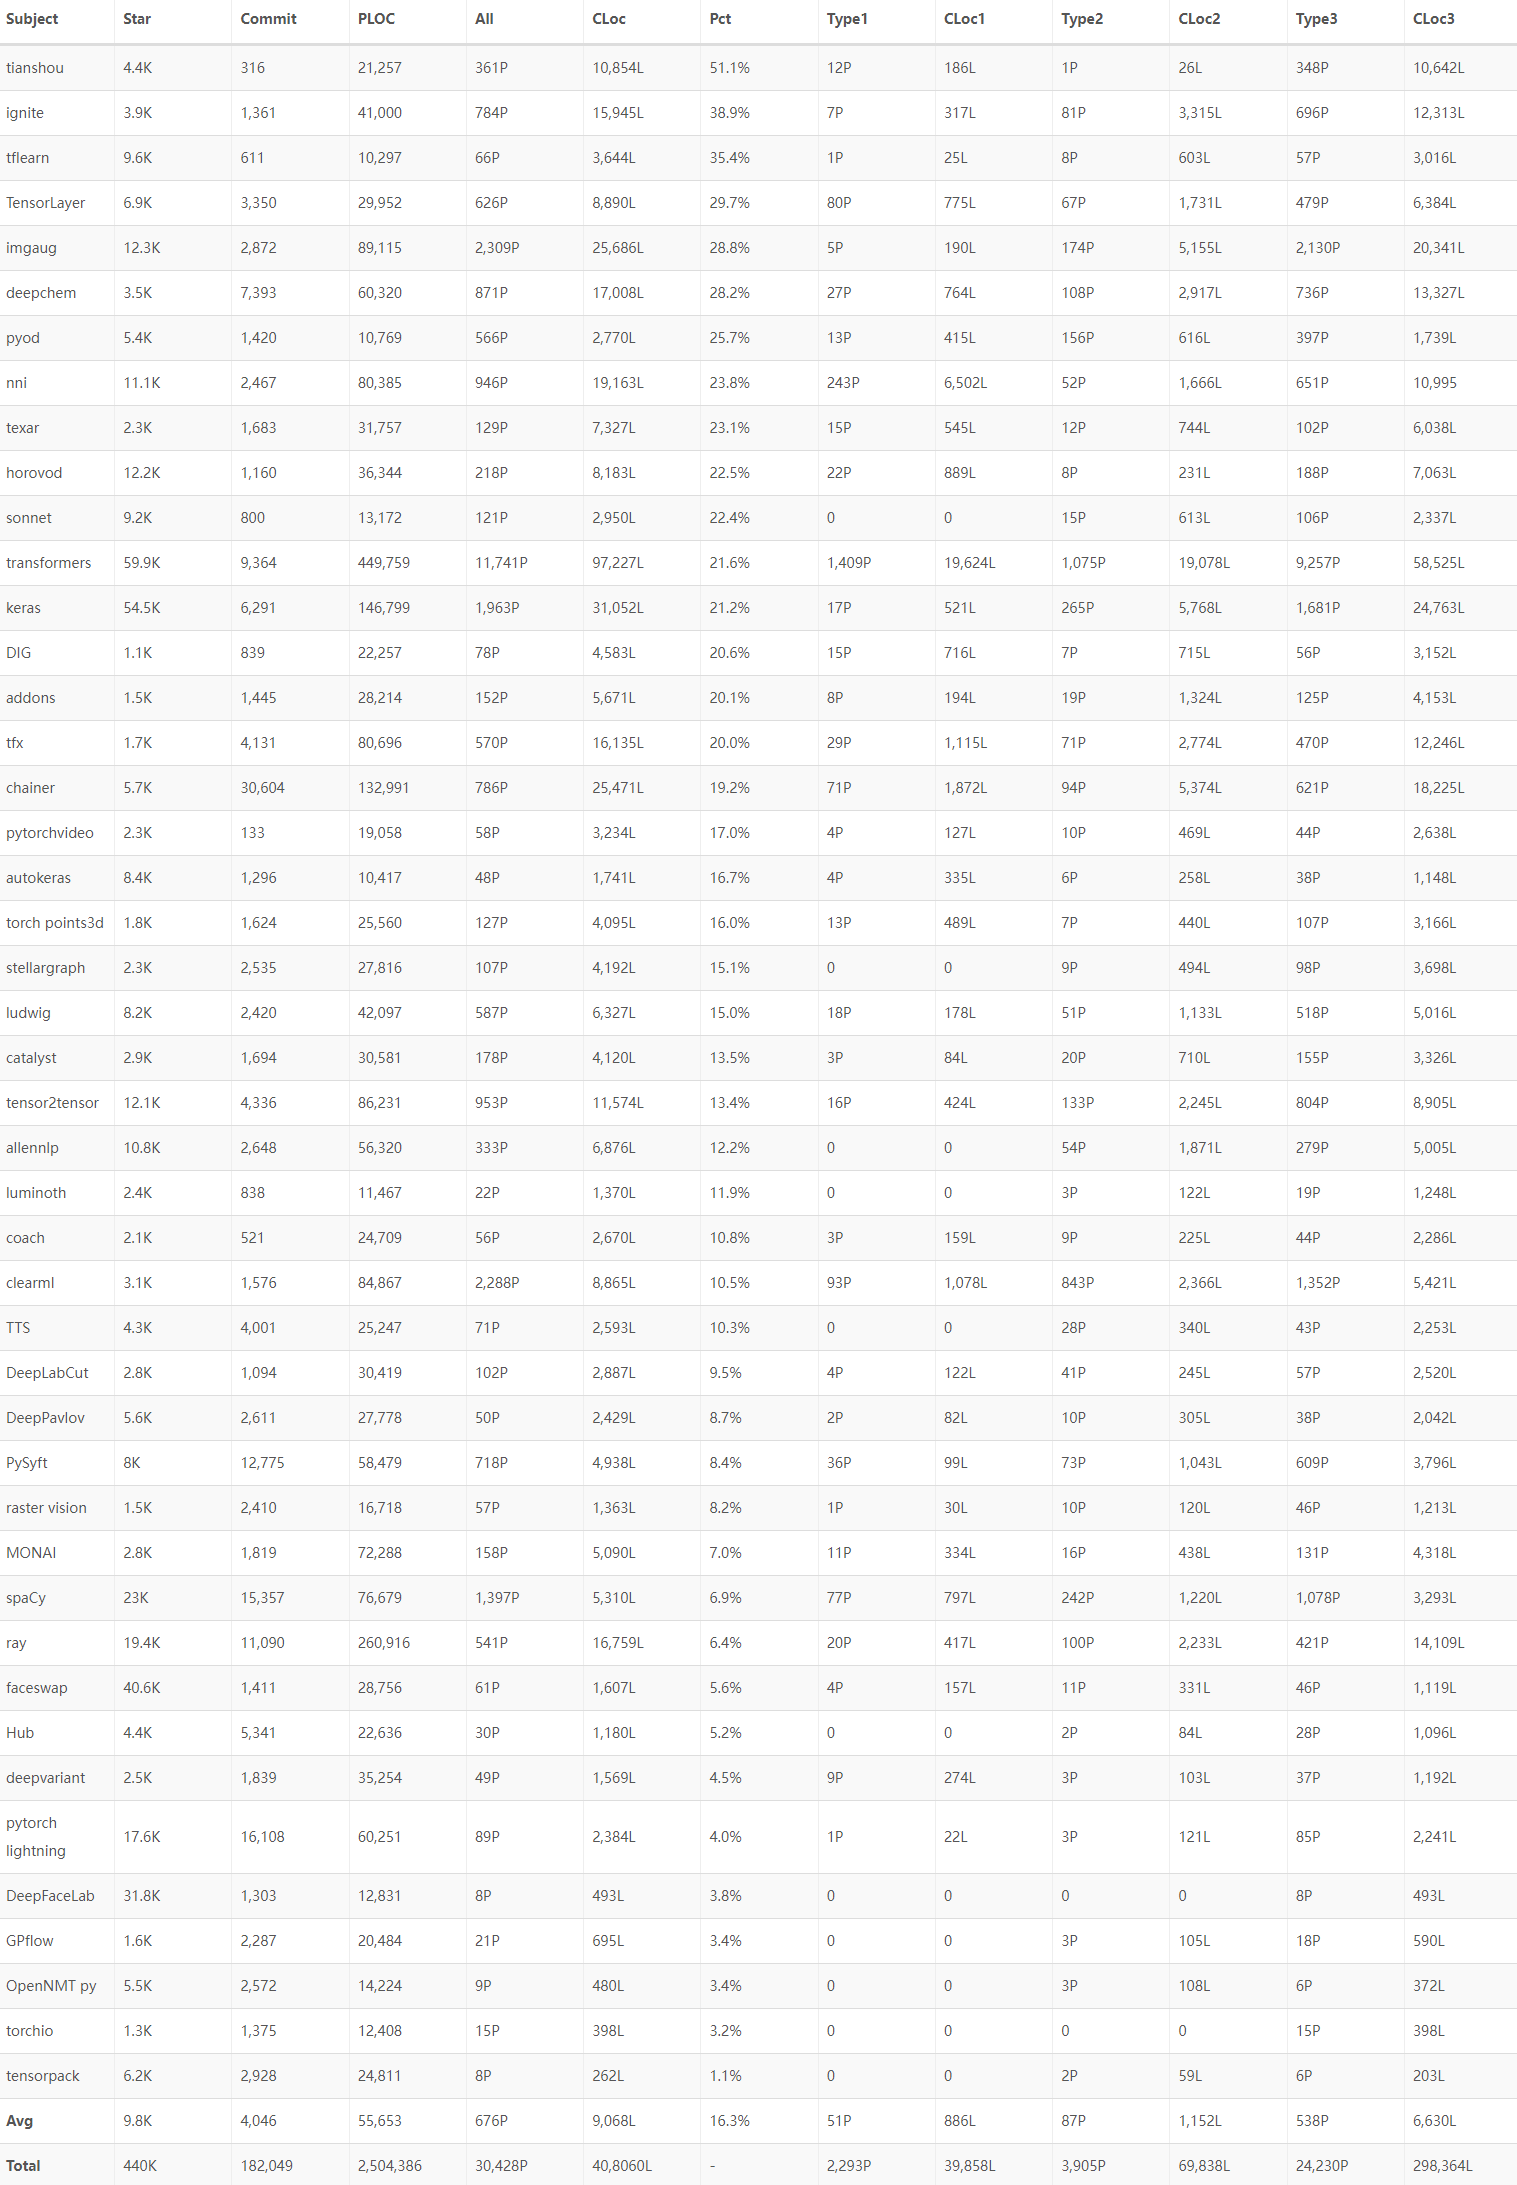 Subject Star Commit PLOC All CLoc Pct Type1 CLoc1 Type2 CLoc2 Type3 CLoc3
tianshou 4.4K 316 21,257 361P 10,854L 51.1% 12P 186L 1P 26L 348P 10,642L
ignite 3.9K 1,361 41,000 784P 15,945L 38.9% 7P 317L 81P 3,315L 696P 12,313L
tflearn 9.6K 611 10,297 66P 3,644L 35.4% 1P 25L 8P 603L 57P 3,016L
TensorLayer 6.9K 3,350 29,952 626P 8,890L 29.7% 80P 775L 67P 1,731L 479P 6,384L
imgaug 12.3K 2,872 89,115 2,309P 25,686L 28.8% 5P 190L 174P 5,155L 2,130P 20,341L
deepchem 3.5K 7,393 60,320 871P 17,008L 28.2% 27P 764L 108P 2,917L 736P 13,327L
pyod 5.4K 1,420 10,769 566P 2,770L 25.7% 13P 415L 156P 616L 397P 1,739L
nni 11.1K 2,467 80,385 946P 19,163L 23.8% 243P 6,502L 52P 1,666L 651P 10,995
texar 2.3K 1,683 31,757 129P 7,327L 23.1% 15P 545L 12P 744L 102P 6,038L
horovod 12.2K 1,160 36,344 218P 8,183L 22.5% 22P 889L 8P 231L 188P 7,063L
sonnet 9.2K 800 13,172 121P 2,950L 22.4% 0 0 15P 613L 106P 2,337L
transformers 59.9K 9,364 449,759 11,741P 97,227L 21.6% 1,409P 19,624L 1,075P 19,078L 9,257P 58,525L
keras 54.5K 6,291 146,799 1,963P 31,052L 21.2% 17P 521L 265P 5,768L 1,681P 24,763L
DIG 1.1K 839 22,257 78P 4,583L 20.6% 15P 716L 7P 715L 56P 3,152L
addons 1.5K 1,445 28,214 152P 5,671L 20.1% 8P 194L 19P 1,324L 125P 4,153L
tfx 1.7K 4,131 80,696 570P 16,135L 20.0% 29P 1,115L 71P 2,774L 470P 12,246L
chainer 5.7K 30,604 132,991 786P 25,471L 19.2% 71P 1,872L 94P 5,374L 621P 18,225L
pytorchvideo 2.3K 133 19,058 58P 3,234L 17.0% 4P 127L 10P 469L 44P 2,638L
autokeras 8.4K 1,296 10,417 48P 1,741L 16.7% 4P 335L 6P 258L 38P 1,148L
torch points3d 1.8K 1,624 25,560 127P 4,095L 16.0% 13P 489L 7P 440L 107P 3,166L
stellargraph 2.3K 2,535 27,816 107P 4,192L 15.1% 0 0 9P 494L 98P 3,698L
ludwig 8.2K 2,420 42,097 587P 6,327L 15.0% 18P 178L 51P 1,133L 518P 5,016L
catalyst 2.9K 1,694 30,581 178P 4,120L 13.5% 3P 84L 20P 710L 155P 3,326L
tensor2tensor 12.1K 4,336 86,231 953P 11,574L 13.4% 16P 424L 133P 2,245L 804P 8,905L
allennlp 10.8K 2,648 56,320 333P 6,876L 12.2% 0 0 54P 1,871L 279P 5,005L
luminoth 2.4K 838 11,467 22P 1,370L 11.9% 0 0 3P 122L 19P 1,248L
coach 2.1K 521 24,709 56P 2,670L 10.8% 3P 159L 9P 225L 44P 2,286L
clearml 3.1K 1,576 84,867 2,288P 8,865L 10.5% 93P 1,078L 843P 2,366L 1,352P 5,421L
TTS 4.3K 4,001 25,247 71P 2,593L 10.3% 0 0 28P 340L 43P 2,253L
DeepLabCut 2.8K 1,094 30,419 102P 2,887L 9.5% 4P 122L 41P 245L 57P 2,520L
DeepPavlov 5.6K 2,611 27,778 50P 2,429L 8.7% 2P 82L 10P 305L 38P 2,042L
PySyft 8K 12,775 58,479 718P 4,938L 8.4% 36P 99L 73P 1,043L 609P 3,796L
raster vision 1.5K 2,410 16,718 57P 1,363L 8.2% 1P 30L 10P 120L 46P 1,213L
MONAI 2.8K 1,819 72,288 158P 5,090L 7.0% 11P 334L 16P 438L 131P 4,318L
spaCy 23K 15,357 76,679 1,397P 5,310L 6.9% 77P 797L 242P 1,220L 1,078P 3,293L
ray 19.4K 11,090 260,916 541P 16,759L 6.4% 20P 417L 100P 2,233L 421P 14,109L
faceswap 40.6K 1,411 28,756 61P 1,607L 5.6% 4P 157L 11P 331L 46P 1,119L
Hub 4.4K 5,341 22,636 30P 1,180L 5.2% 0 0 2P 84L 28P 1,096L
deepvariant 2.5K 1,839 35,254 49P 1,569L 4.5% 9P 274L 3P 103L 37P 1,192L
pytorch
lightning 17.6K 16,108 60,251 89P 2,384L 4.0% 1P 22L 3P 121L 85P 2,241L
DeepFaceLab 31.8K 1,303 12,831 8P 493L 3.8% 0 0 0 0 8P 493L
GPflow 1.6K 2,287 20,484 21P 695L 3.4% 0 0 3P 105L 18P 590L
OpenNMT py 5.5K 2,572 14,224 9P 480L 3.4% 0 0 3P 108L 6P 372L
torchio 1.3K 1,375 12,408 15P 398L 3.2% 0 0 0 0 15P 398L
tensorpack 6.2K 2,928 24,811 8P 262L 1.1% 0 0 2P 59L 6P 203L
Avg 9.8K 4,046 55,653 676P 9,068L 16.3% 51P 886L 87P 1,152L 538P 6,630L
Total 440K 182,049 2,504,386 30,428P 40,8060L - 2,293P 39,858L 3,905P 69,838L 24,230P 298,364L